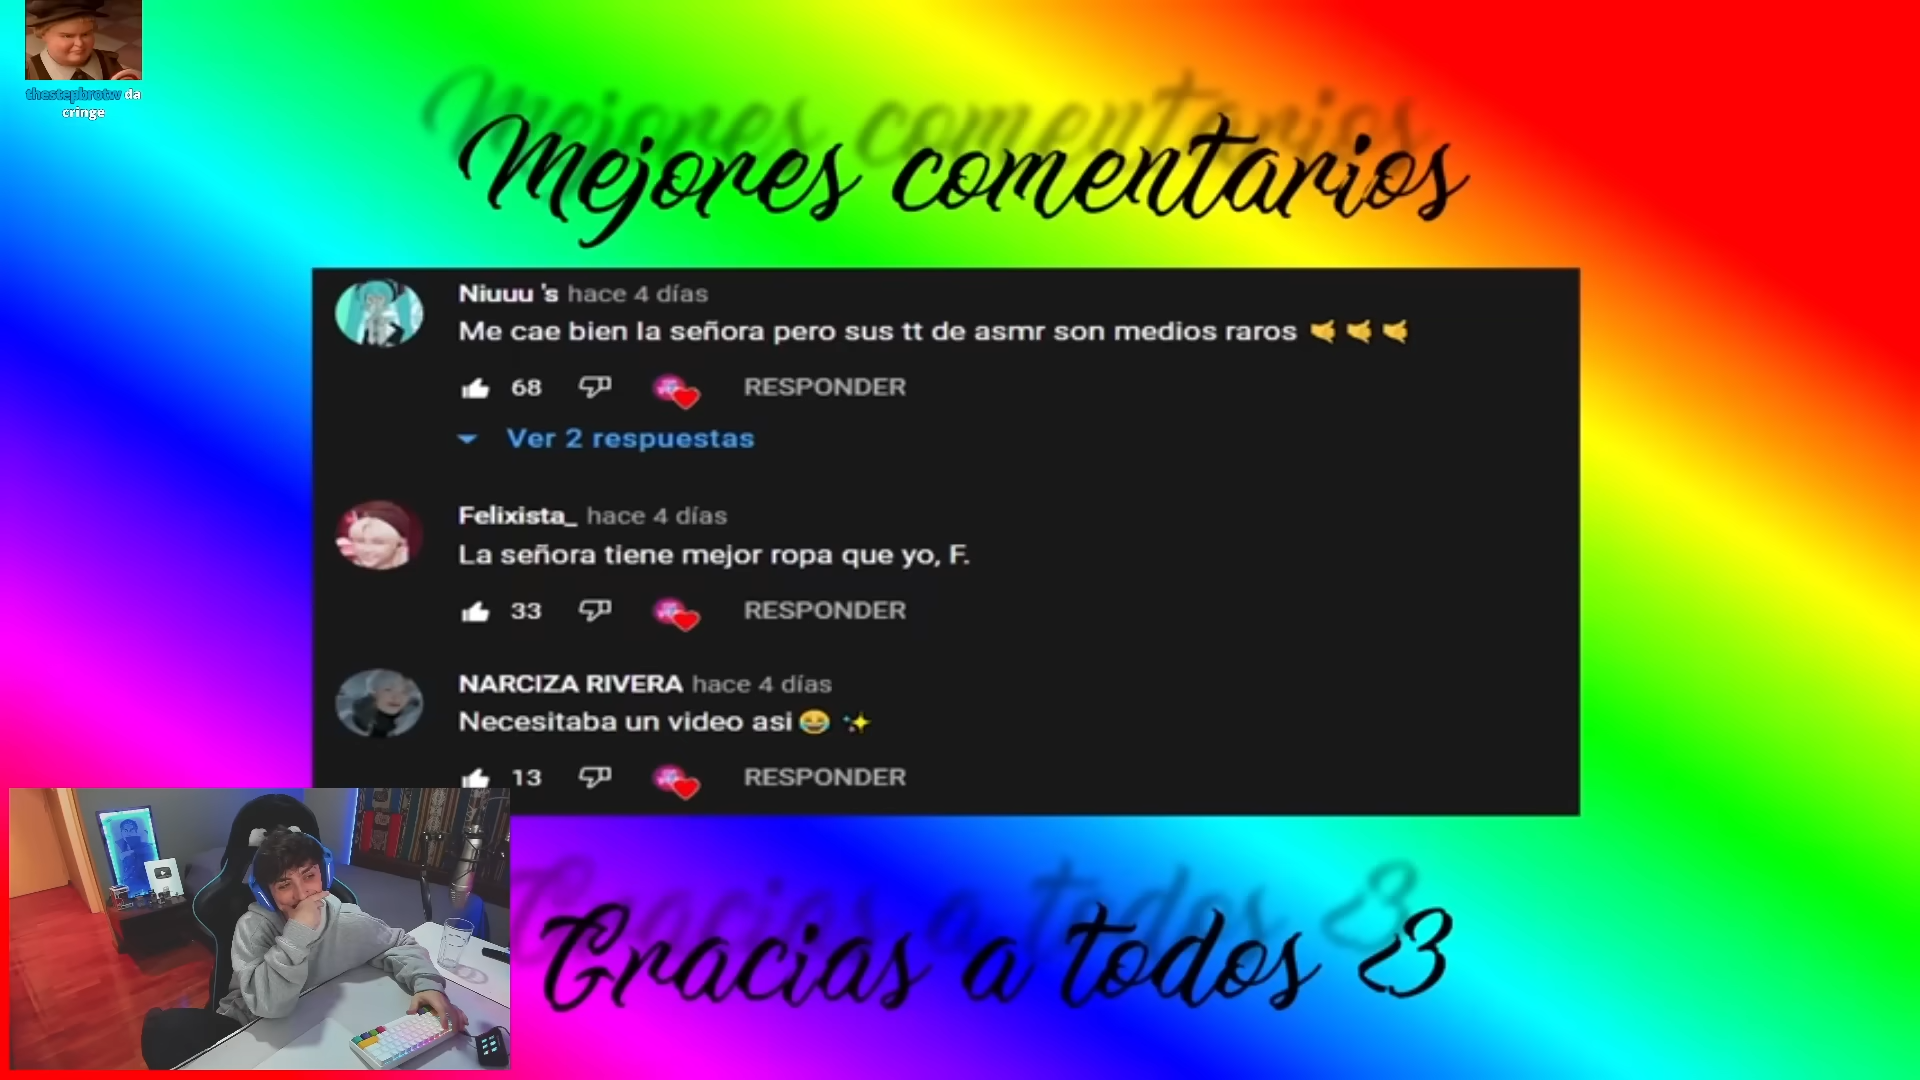 thestepbrotw da
cringe
Mejores comentarios
Niuuu 's hace 4 días
Me cae bien la señora pero sus tt de asmr son medios raros 🤙🤙🤙
68 RESPONDER
Ver 2 respuestas
Felixista_ hace 4 días
La señora tiene mejor ropa que yo, F.
33 RESPONDER
NARCIZA RIVERA hace 4 días
Necesitaba un video asi😂 ✨
13 RESPONDER
Gracias a todos <3